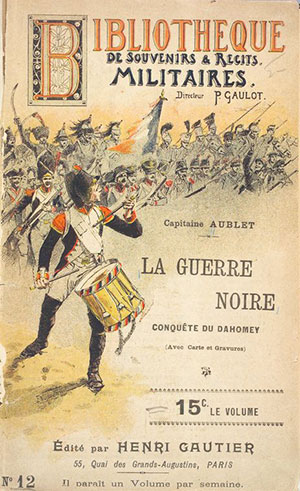 BIBLIOTHEQUE
DE SOUVENIRS & RECITS
MILITAIRES.
Directeur P. GAULOT.
Capitaine AUBLET
LA GUERRE
NOIRE
CONQUÊTE DU DAHOMEY
(Avec Carte et Gravures)
15c. LE VOLUME
Édité par HENRI GAUTIER
55, Quai des Grands-Augustins, PARIS
No 12
Il paraît un Volume par semaine.